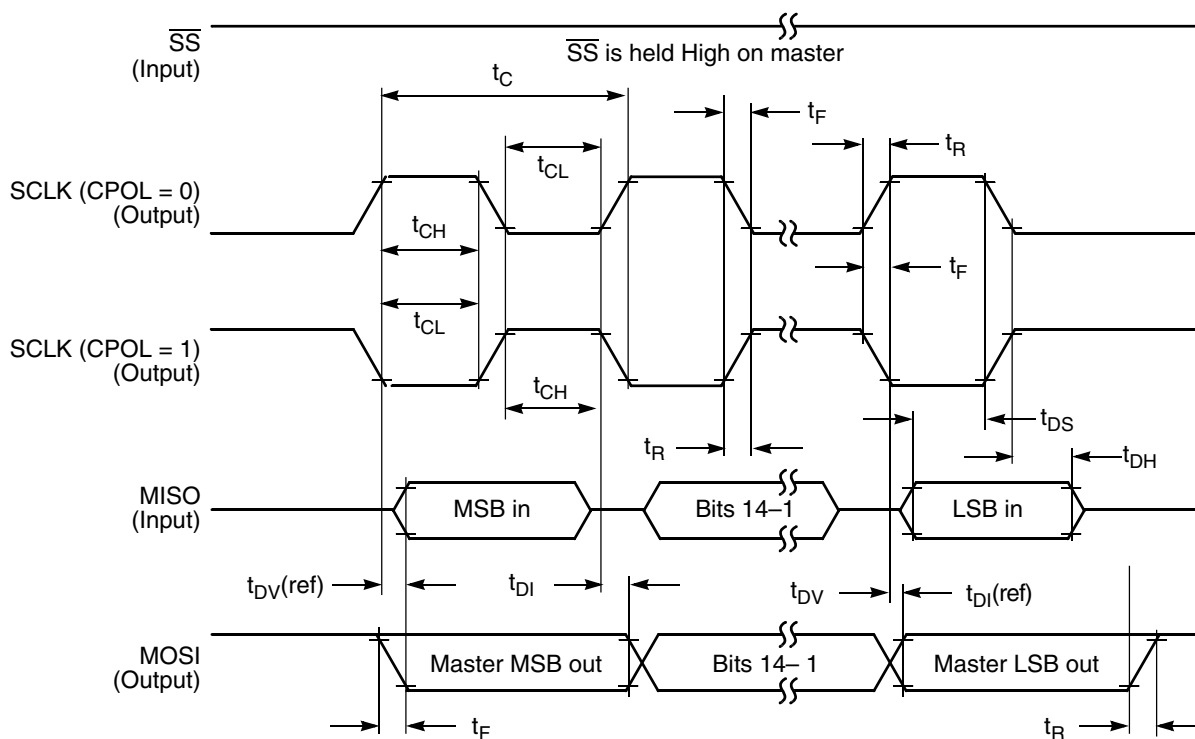 SS
(Input)
SS is held High on master
tC
tF
tR
tCL
SCLK (CPOL = 0)
(Output)
tCH
tF
tCL
SCLK (CPOL = 1)
(Output)
tCH
tDS
tR
tDH
MISO
(Input)
MSB in
Bits 14–1
LSB in
tDV(ref)
tDI
tDV
tDI(ref)
MOSI
(Output)
Master MSB out
Bits 14– 1
Master LSB out
tF
tR